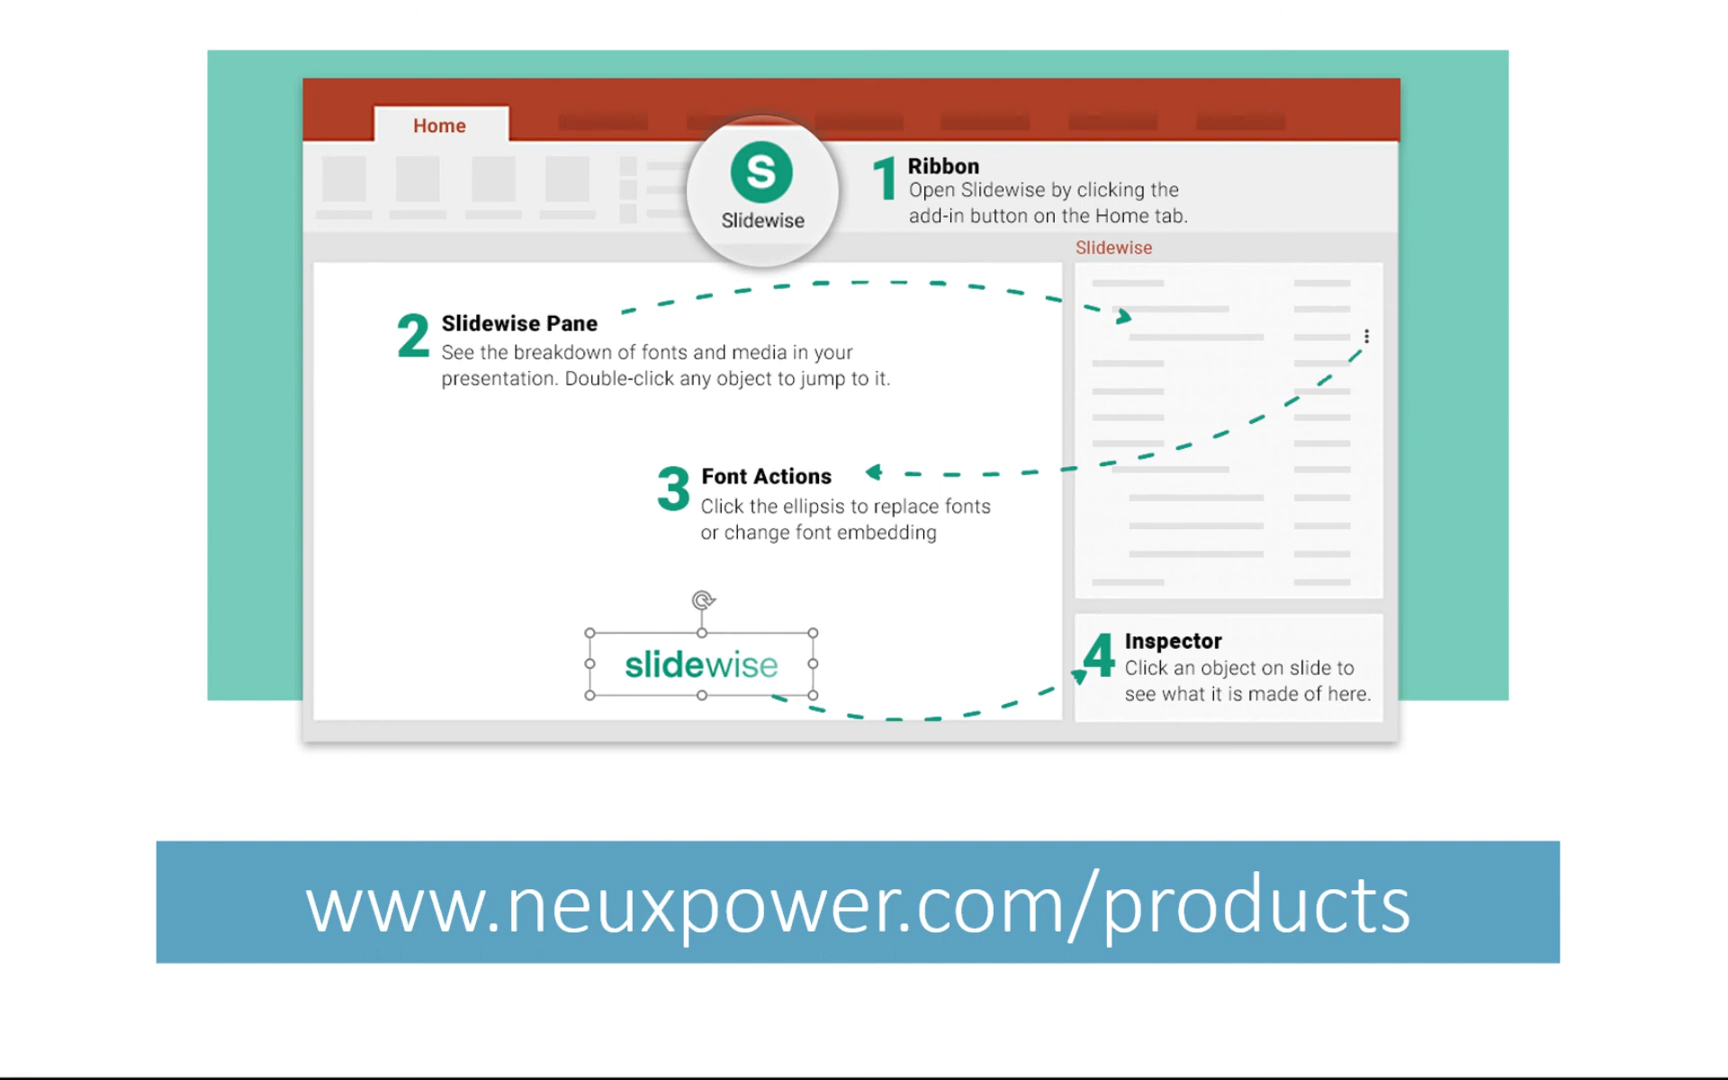 Home
S
Slidewise
1 Ribbon
Open Slidewise by clicking the
add-in button on the Home tab.
Slidewise
2 Slidewise Pane
See the breakdown of fonts and media in your
presentation. Double-click any object to jump to it.
3 Font Actions
Click the ellipsis to replace fonts
or change font embedding
slidewise
4 Inspector
Click an object on slide to
see what it is made of here.
www.neuxpower.com/products